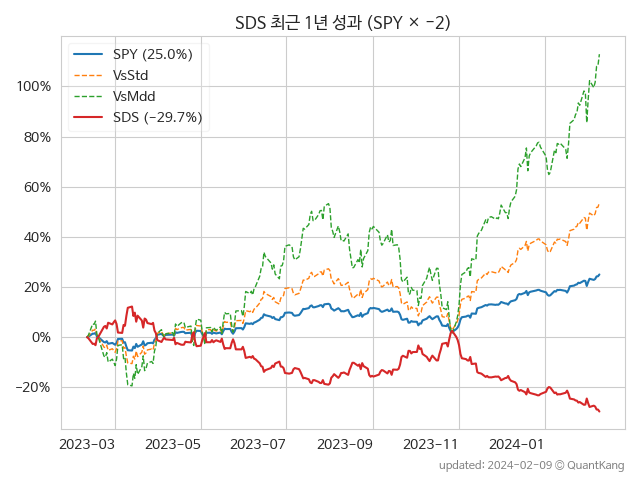 SDS 최근 1년 성과 (SPY × −2)
SPY (25.0%)
VsStd
VsMdd
SDS (−29.7%)
100%
80%
60%
40%
20%
0%
−20%
2023-03 2023-05 2023-07 2023-09 2023-11 2024-01
updated: 2024-02-09 © QuantKang